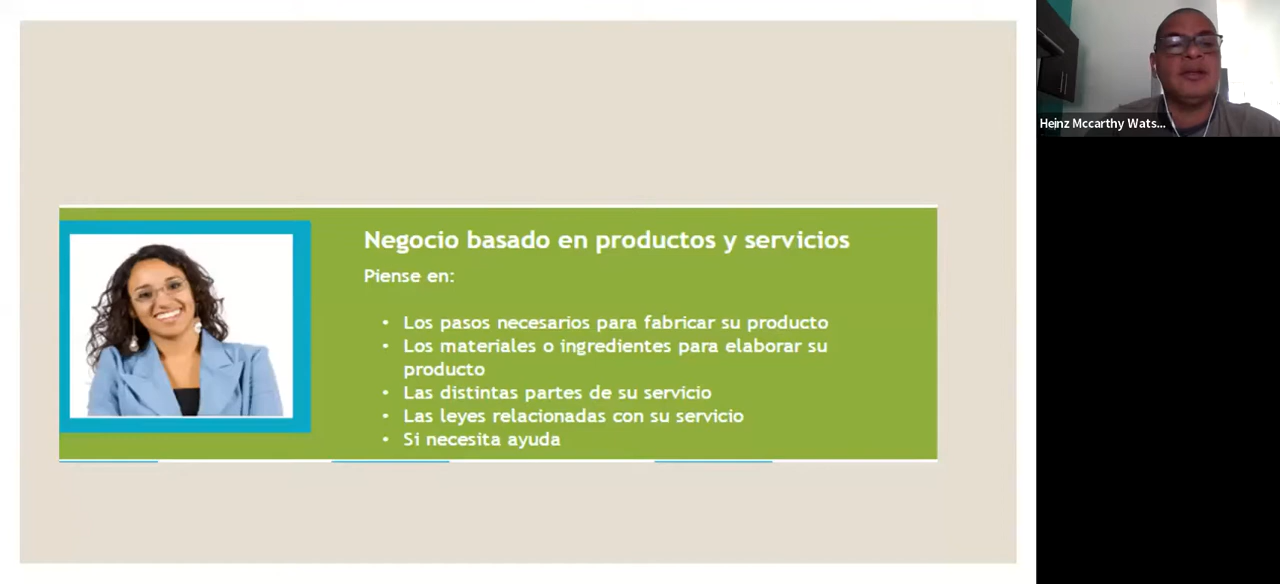 Negocio basado en productos y servicios
Piense en:
• Los pasos necesarios para fabricar su producto
• Los materiales o ingredientes para elaborar su
producto
• Las distintas partes de su servicio
• Las leyes relacionadas con su servicio
• Si necesita ayuda
Heinz Mccarthy Wats...